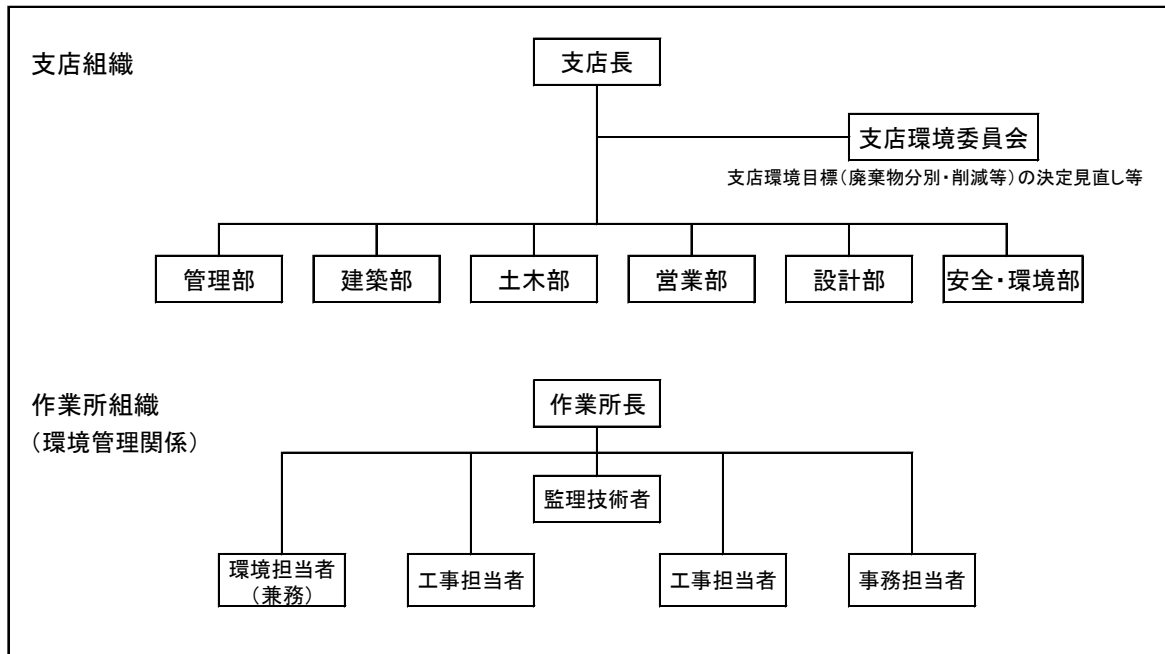 支店組織
支店長
支店環境委員会
支店環境目標(廃棄物分別・削減等)の決定見直し等
管理部
建築部
土木部
営業部
設計部
安全・環境部
作業所組織
(環境管理関係)
作業所長
監理技術者
環境担当者
(兼務)
工事担当者
工事担当者
事務担当者